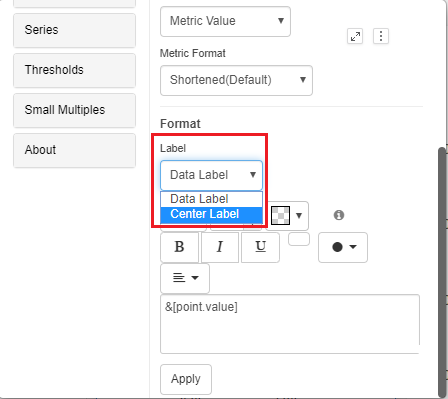 Series
Thresholds
Small Multiples
About
Metric Value
Metric Format
Shortened(Default)
Format
Label
Data Label
Data Label
Center Label
B I U
&[point.value]
Apply